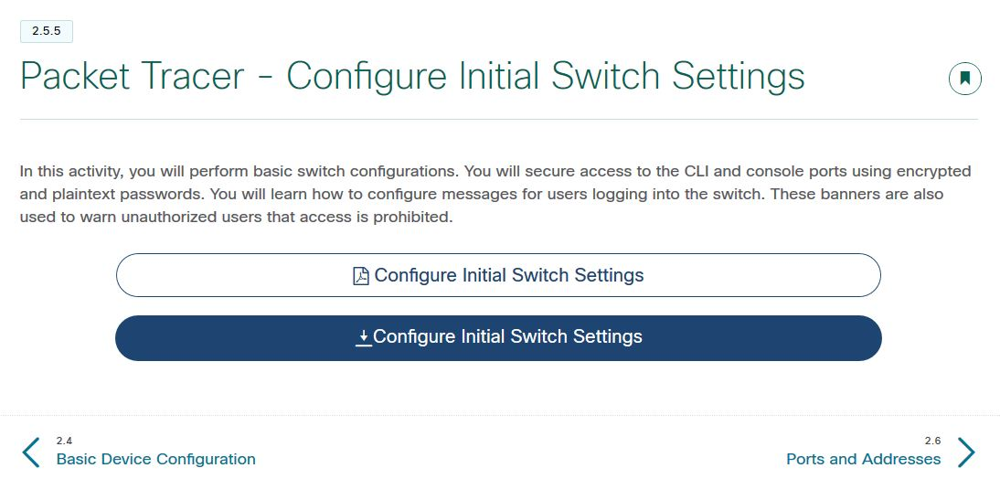 2.5.5
Packet Tracer - Configure Initial Switch Settings
In this activity, you will perform basic switch configurations. You will secure access to the CLI and console ports using encrypted
and plaintext passwords. You will learn how to configure messages for users logging into the switch. These banners are also
used to warn unauthorized users that access is prohibited.
Configure Initial Switch Settings
Configure Initial Switch Settings
2.4
Basic Device Configuration
2.6
Ports and Addresses